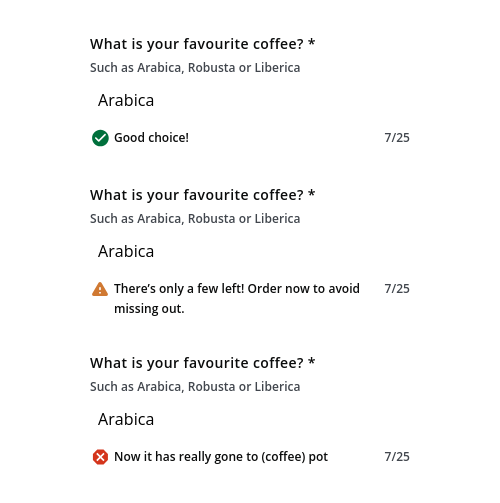 What is your favourite coffee? *
Such as Arabica, Robusta or Liberica
Arabica
Good choice! 7/25
What is your favourite coffee? *
Such as Arabica, Robusta or Liberica
Arabica
There’s only a few left! Order now to avoid 7/25
missing out.
What is your favourite coffee? *
Such as Arabica, Robusta or Liberica
Arabica
Now it has really gone to (coffee) pot 7/25